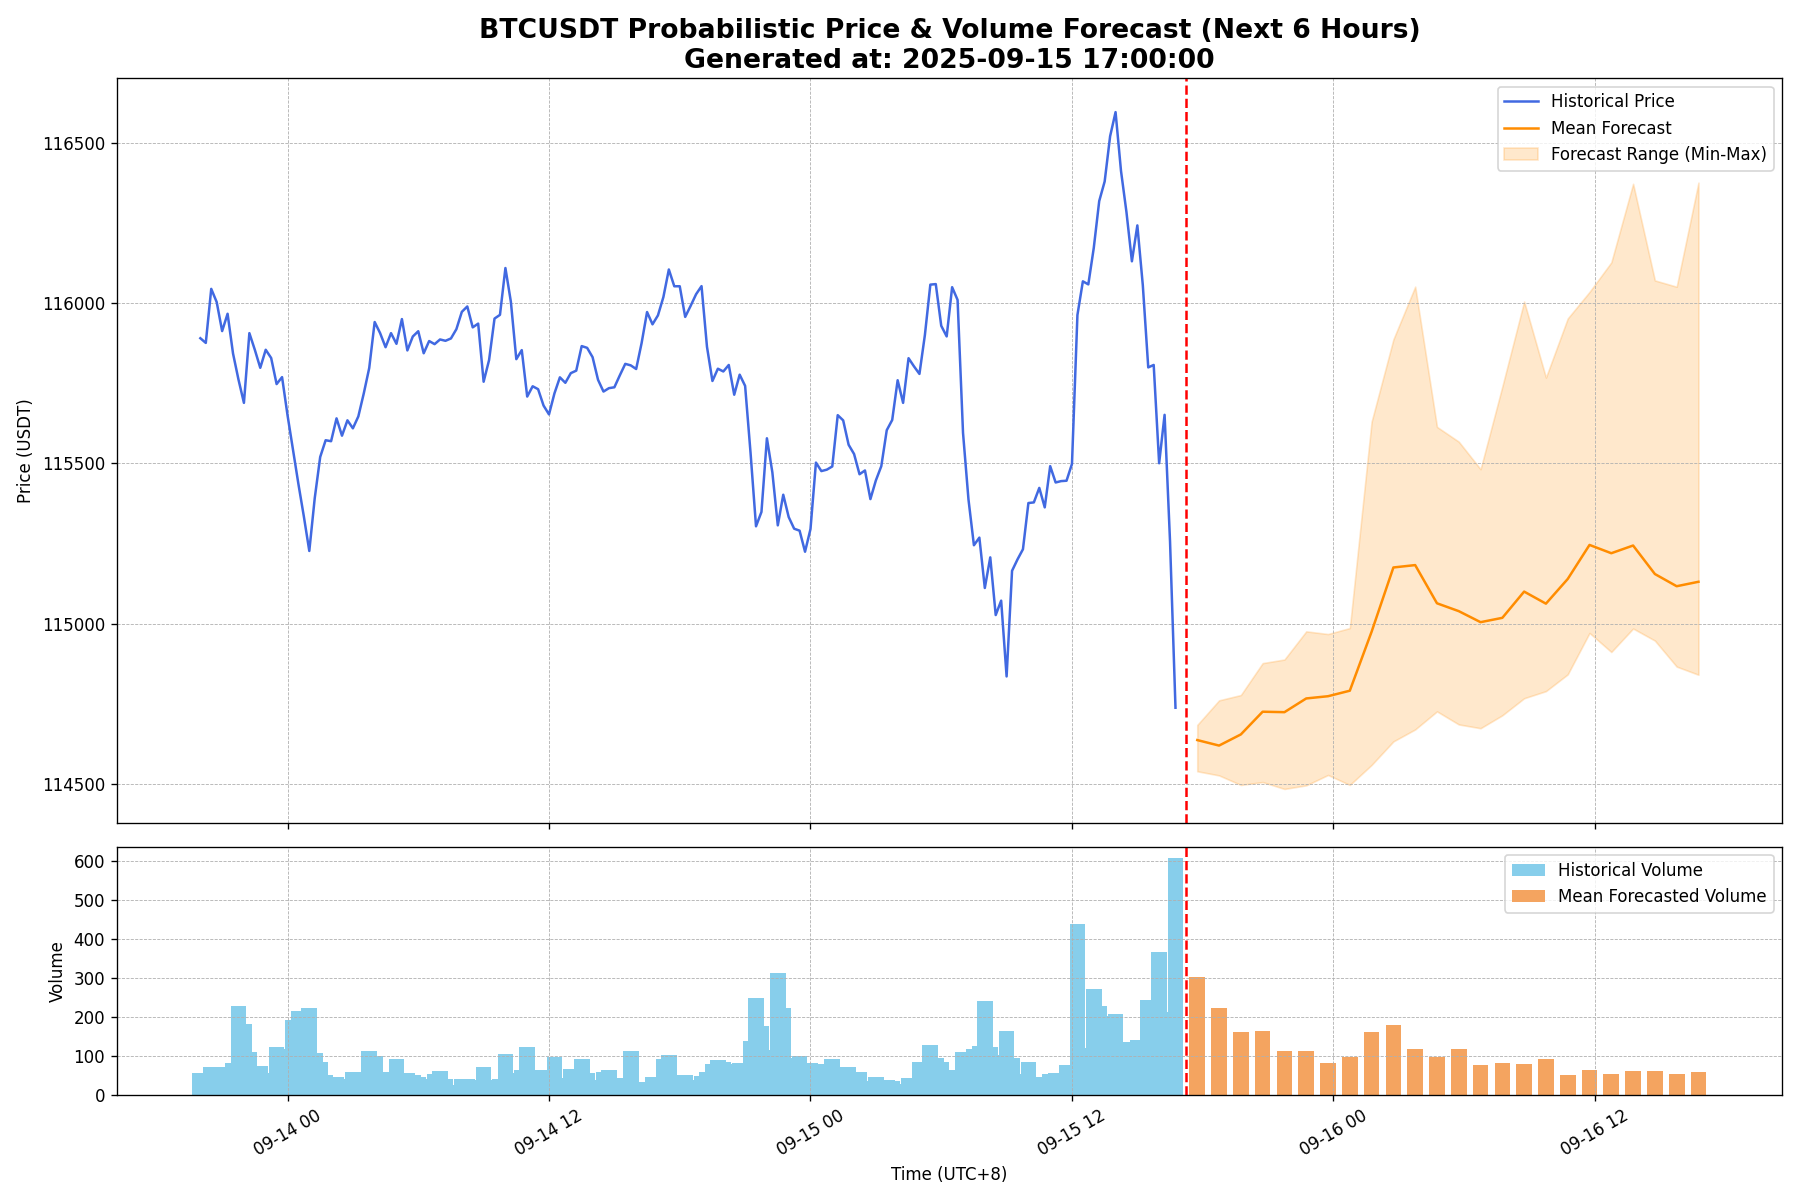 BTCUSDT Probabilistic Price & Volume Forecast (Next 6 Hours)
Generated at: 2025-09-15 17:00:00
Historical Price
Mean Forecast
Forecast Range (Min-Max)
116500
116000
115500
115000
114500
Price (USDT)
Historical Volume
Mean Forecasted Volume
600
500
400
300
200
100
0
Volume
09-14 00
09-14 12
09-15 00
09-15 12
09-16 00
09-16 12
Time (UTC+8)